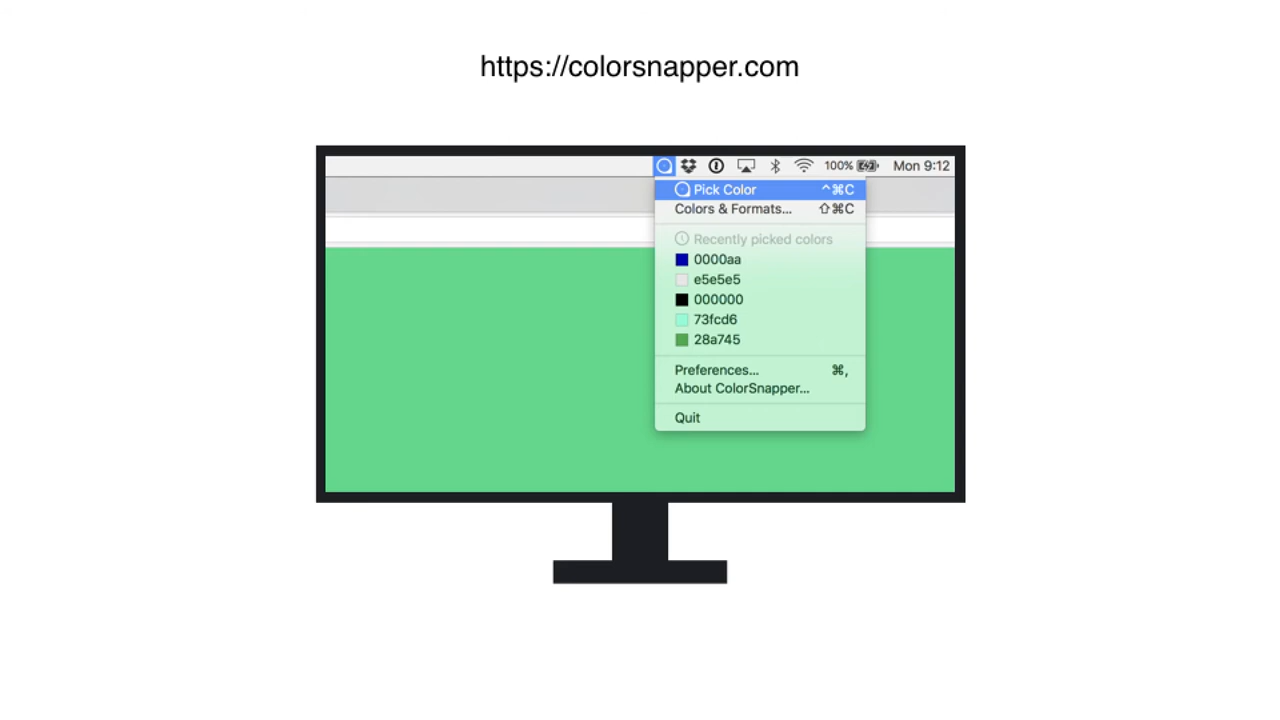 https://colorsnapper.com
100% Mon 9:12
Pick Color ^⌘C
Colors & Formats... ⇧⌘C
Recently picked colors
0000aa
e5e5e5
000000
73fcd6
28a745
Preferences... ⌘,
About ColorSnapper...
Quit